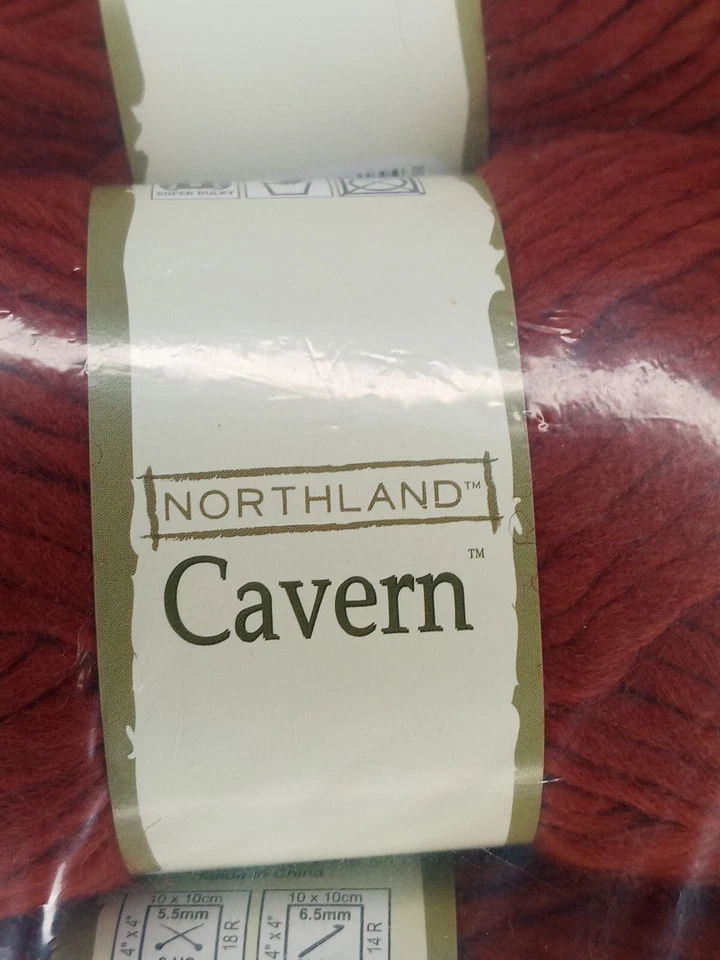 SUPER BULKY
NORTHLAND™
Cavern™
Made in China
10 x 10cm
5.5mm
4" x 4"
18 R
10 x 10cm
6.5mm
4" x 4"
14 R